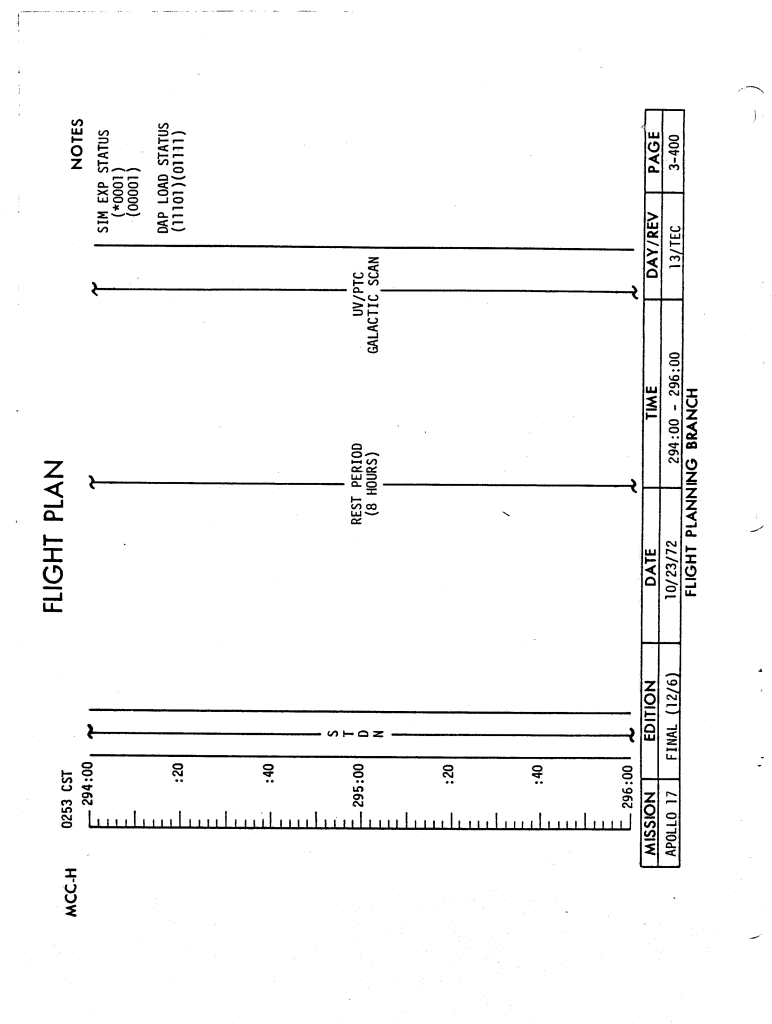 FLIGHT PLAN
MCC-H
0253 CST
NOTES
294:00
:20
:40
295:00
:20
:40
296:00
S
T
D
N
REST PERIOD
(8 HOURS)
UV/PTC
GALACTIC SCAN
SIM EXP STATUS
(*0001)
(00001)
DAP LOAD STATUS
(11101)(01111)
MISSION EDITION DATE TIME DAY/REV PAGE
APOLLO 17 FINAL (12/6) 10/23/72 294:00 - 296:00 13/TEC 3-400
FLIGHT PLANNING BRANCH